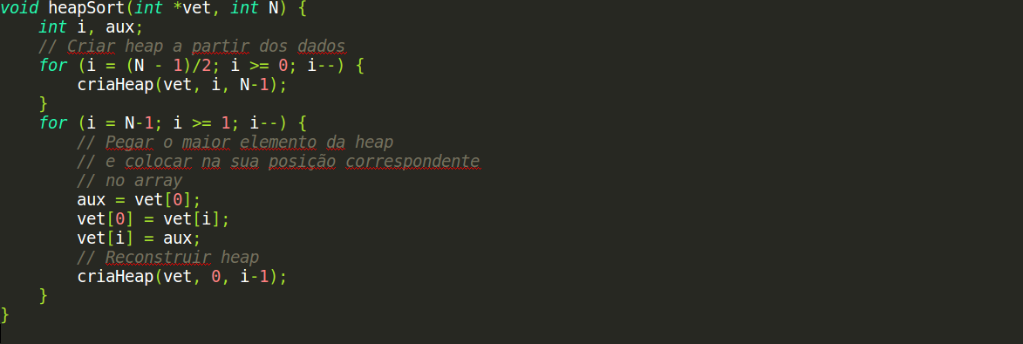 void heapSort(int *vet, int N) {
    int i, aux;
    // Criar heap a partir dos dados
    for (i = (N - 1)/2; i >= 0; i--) {
        criaHeap(vet, i, N-1);
    }
    for (i = N-1; i >= 1; i--) {
        // Pegar o maior elemento da heap
        // e colocar na sua posição correspondente
        // no array
        aux = vet[0];
        vet[0] = vet[i];
        vet[i] = aux;
        // Reconstruir heap
        criaHeap(vet, 0, i-1);
    }
}